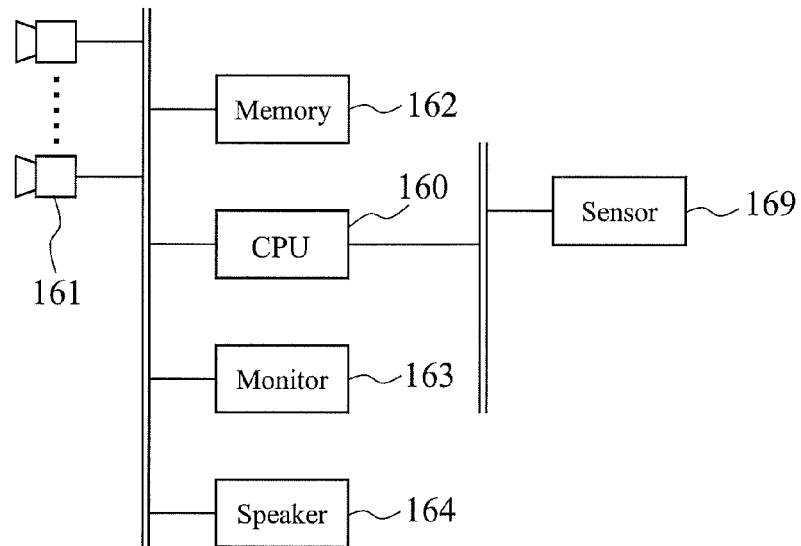 Memory 162
160
CPU
Sensor 169
161
Monitor 163
Speaker 164